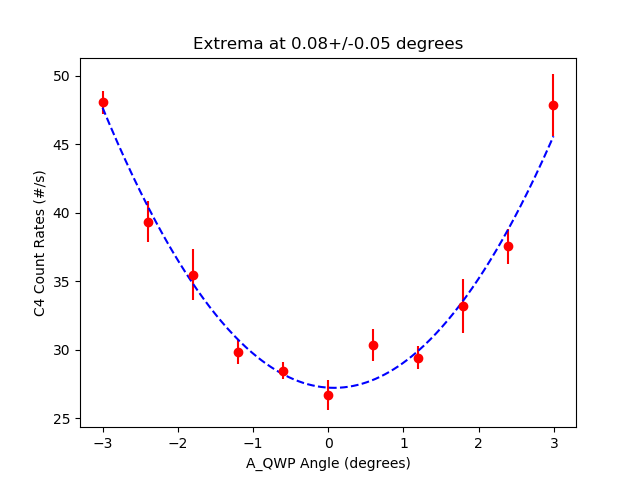 Extrema at 0.08+/-0.05 degrees
50
45
40
35
30
25
C4 Count Rates (#/s)
−3 −2 −1 0 1 2 3
A_QWP Angle (degrees)